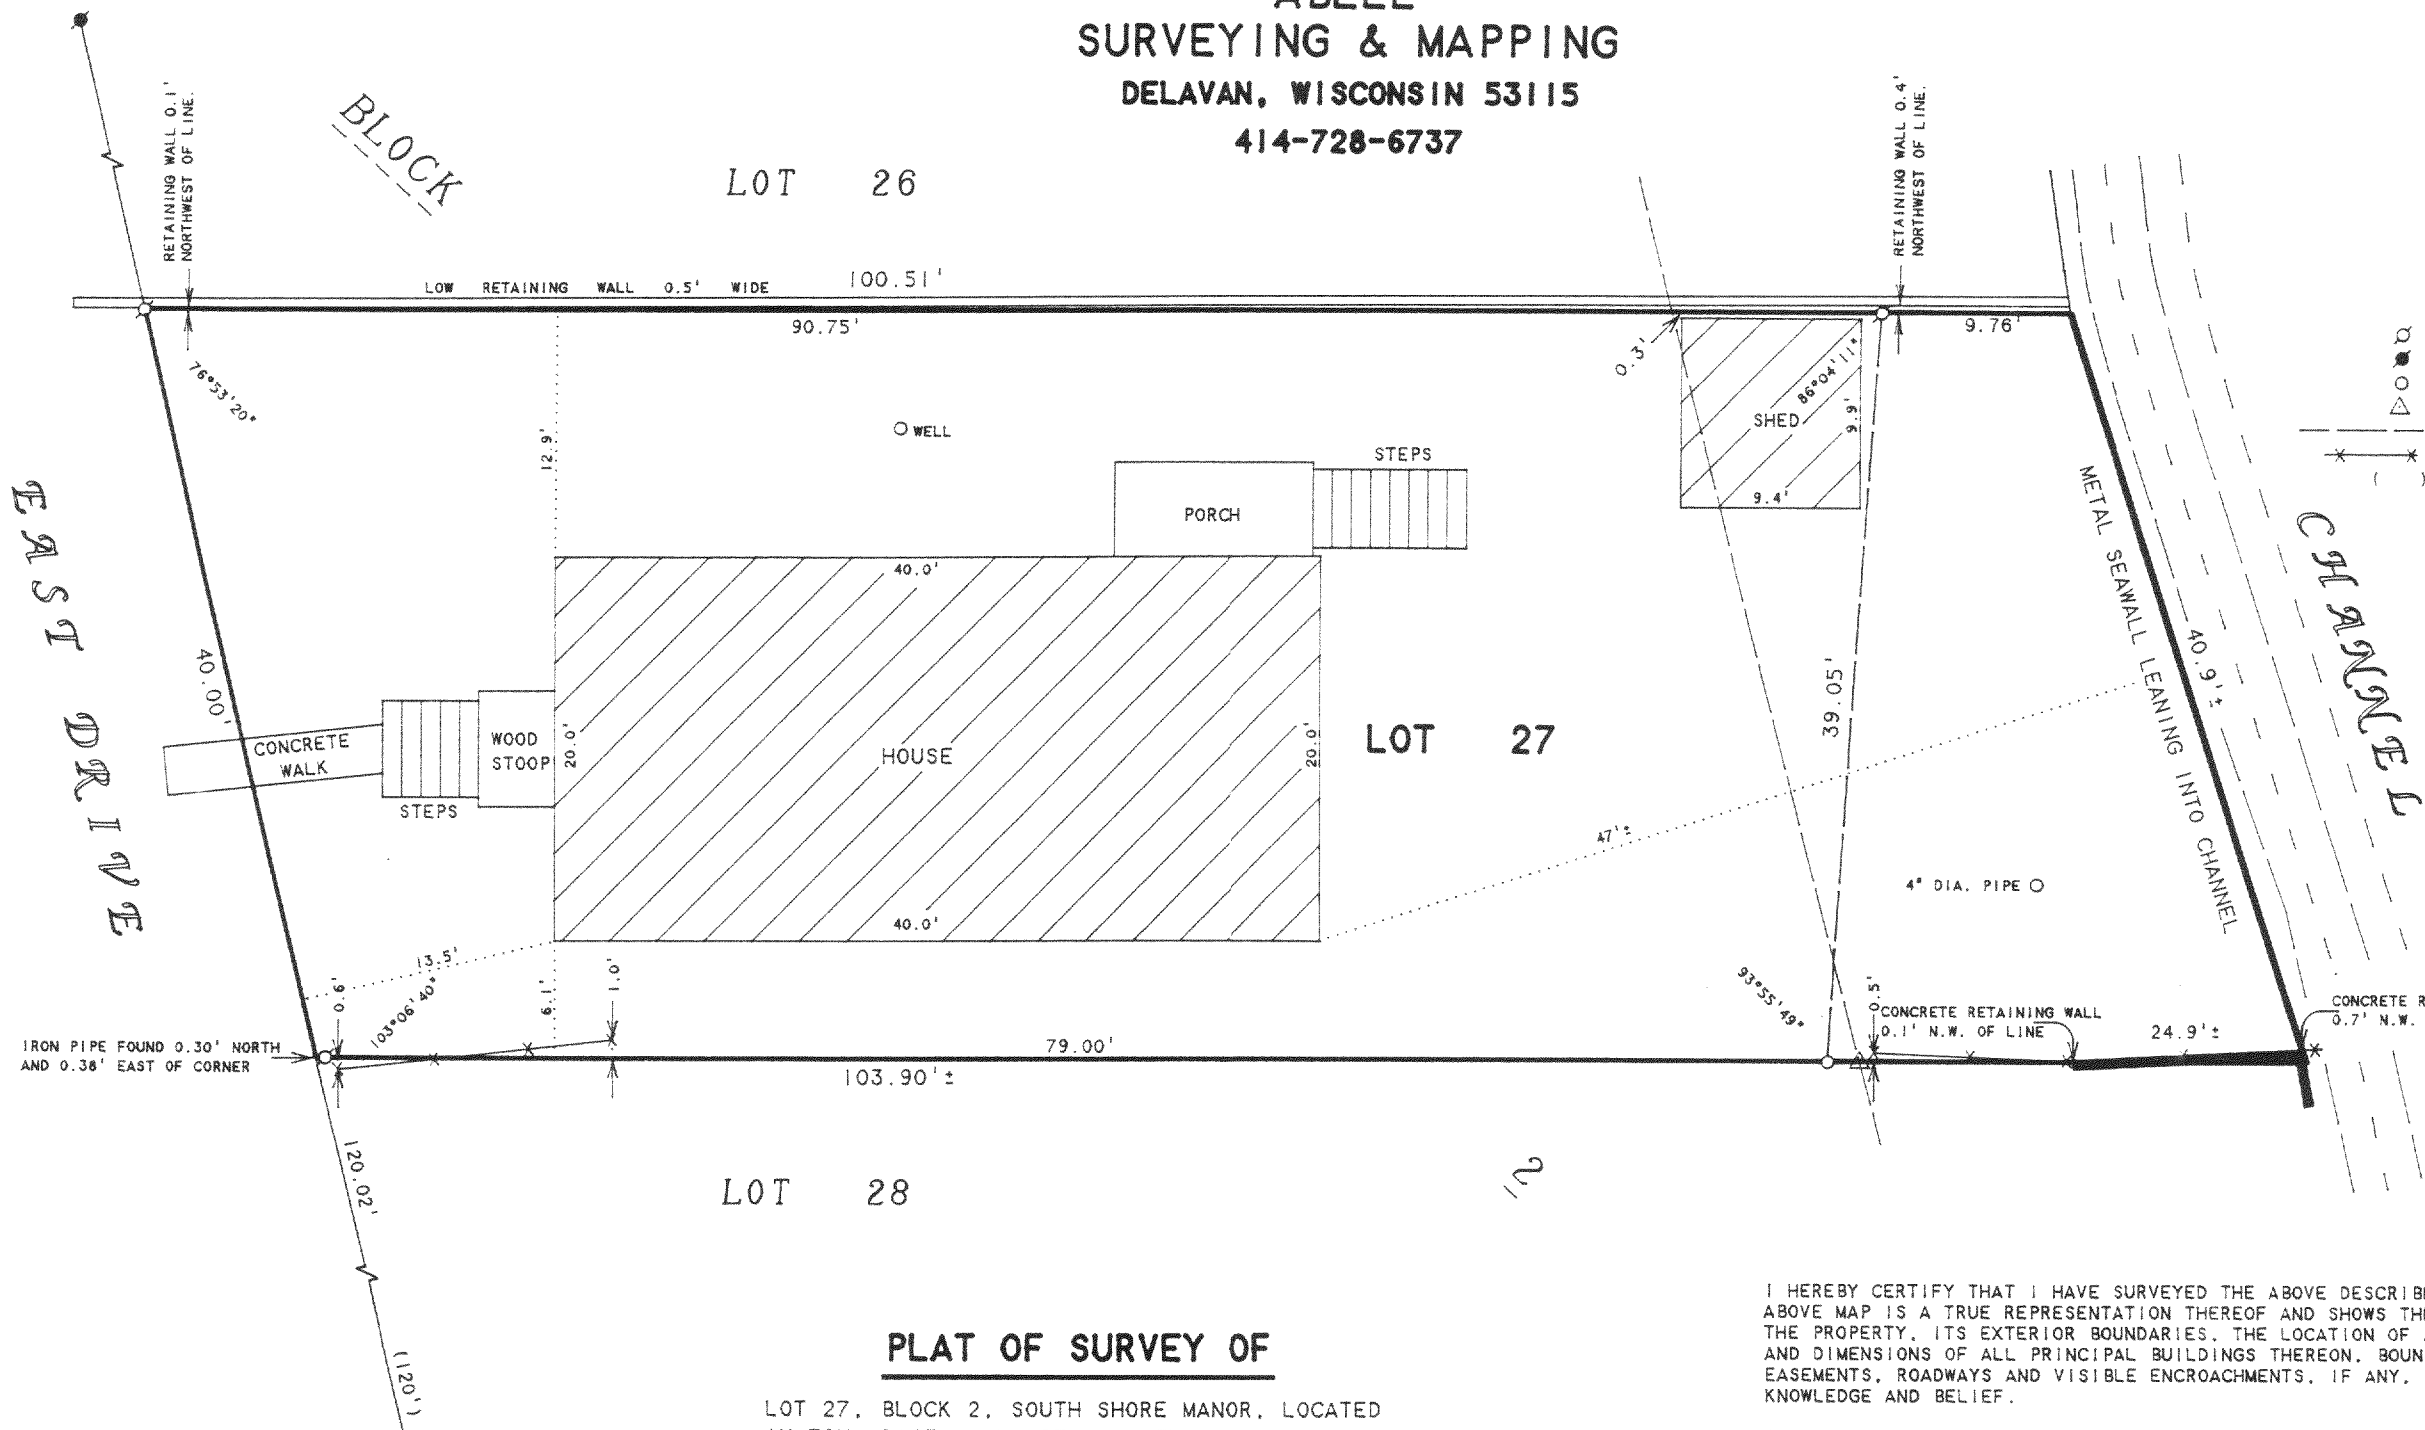 SURVEYING & MAPPING
DELAVAN, WISCONSIN 53115
414-728-6737
RETAINING WALL 0.1'
NORTHWEST OF LINE.
BLOCK
LOT 26
RETAINING WALL 0.4'
NORTHWEST OF LINE.
LOW RETAINING WALL 0.5' WIDE
100.51'
90.75'
9.76'
0.3'
76°53'20"
86°04'11"
SHED
9.9'
9.4'
12.9'
WELL
STEPS
PORCH
40.0'
EAST DRIVE
40.00'
CONCRETE
WALK
STEPS
WOOD
STOOP
20.0'
HOUSE
20.0'
LOT 27
39.05'
METAL SEAWALL LEANING INTO CHANNEL
40.9'±
CHANNEL
47'±
4" DIA. PIPE
40.0'
13.5'
0.6'
103°06'40"
6.1'
1.0'
93°55'49"
0.5'
CONCRETE RETAINING WALL
0.1' N.W. OF LINE
24.9'±
CONCRETE R
0.7' N.W.
IRON PIPE FOUND 0.30' NORTH
AND 0.38' EAST OF CORNER
79.00'
103.90'±
120.02'
(120')
LOT 28
2
PLAT OF SURVEY OF
LOT 27, BLOCK 2, SOUTH SHORE MANOR, LOCATED
I HEREBY CERTIFY THAT I HAVE SURVEYED THE ABOVE DESCRIB
ABOVE MAP IS A TRUE REPRESENTATION THEREOF AND SHOWS TH
THE PROPERTY, ITS EXTERIOR BOUNDARIES, THE LOCATION OF
AND DIMENSIONS OF ALL PRINCIPAL BUILDINGS THEREON, BOUN
EASEMENTS, ROADWAYS AND VISIBLE ENCROACHMENTS, IF ANY,
KNOWLEDGE AND BELIEF.